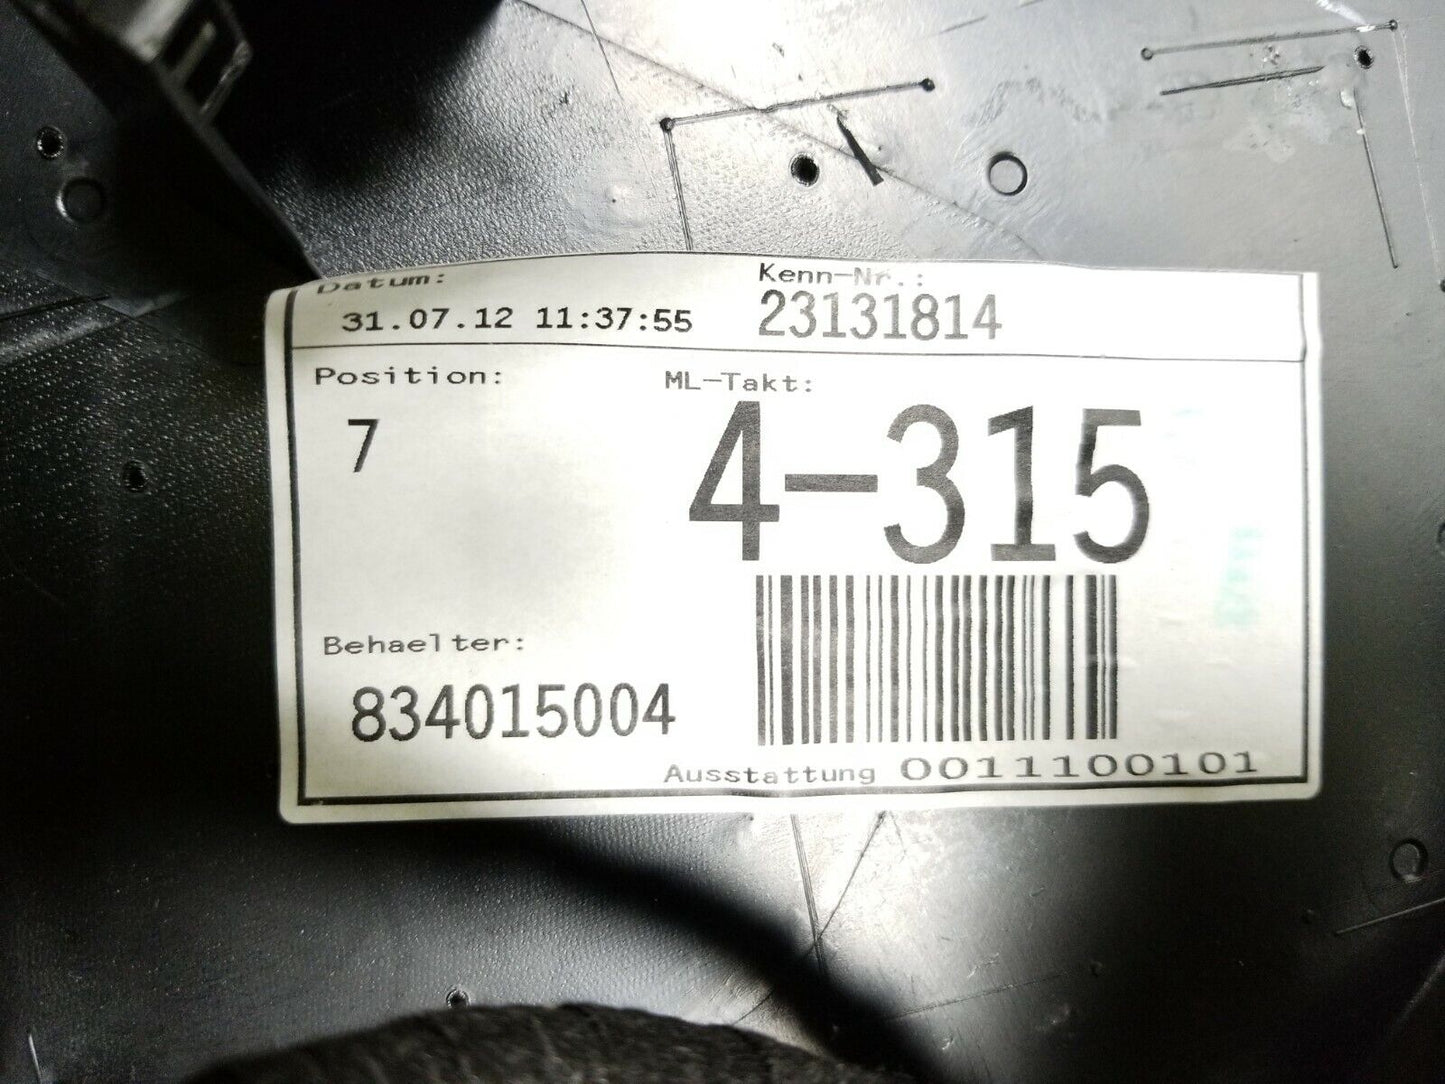 Datum:
Kenn-Nr.:
31.07.12 11:37:55
23131814
Position:
ML-Takt:
7
4-315
Behaelter:
834015004
Ausstattung 0011100101